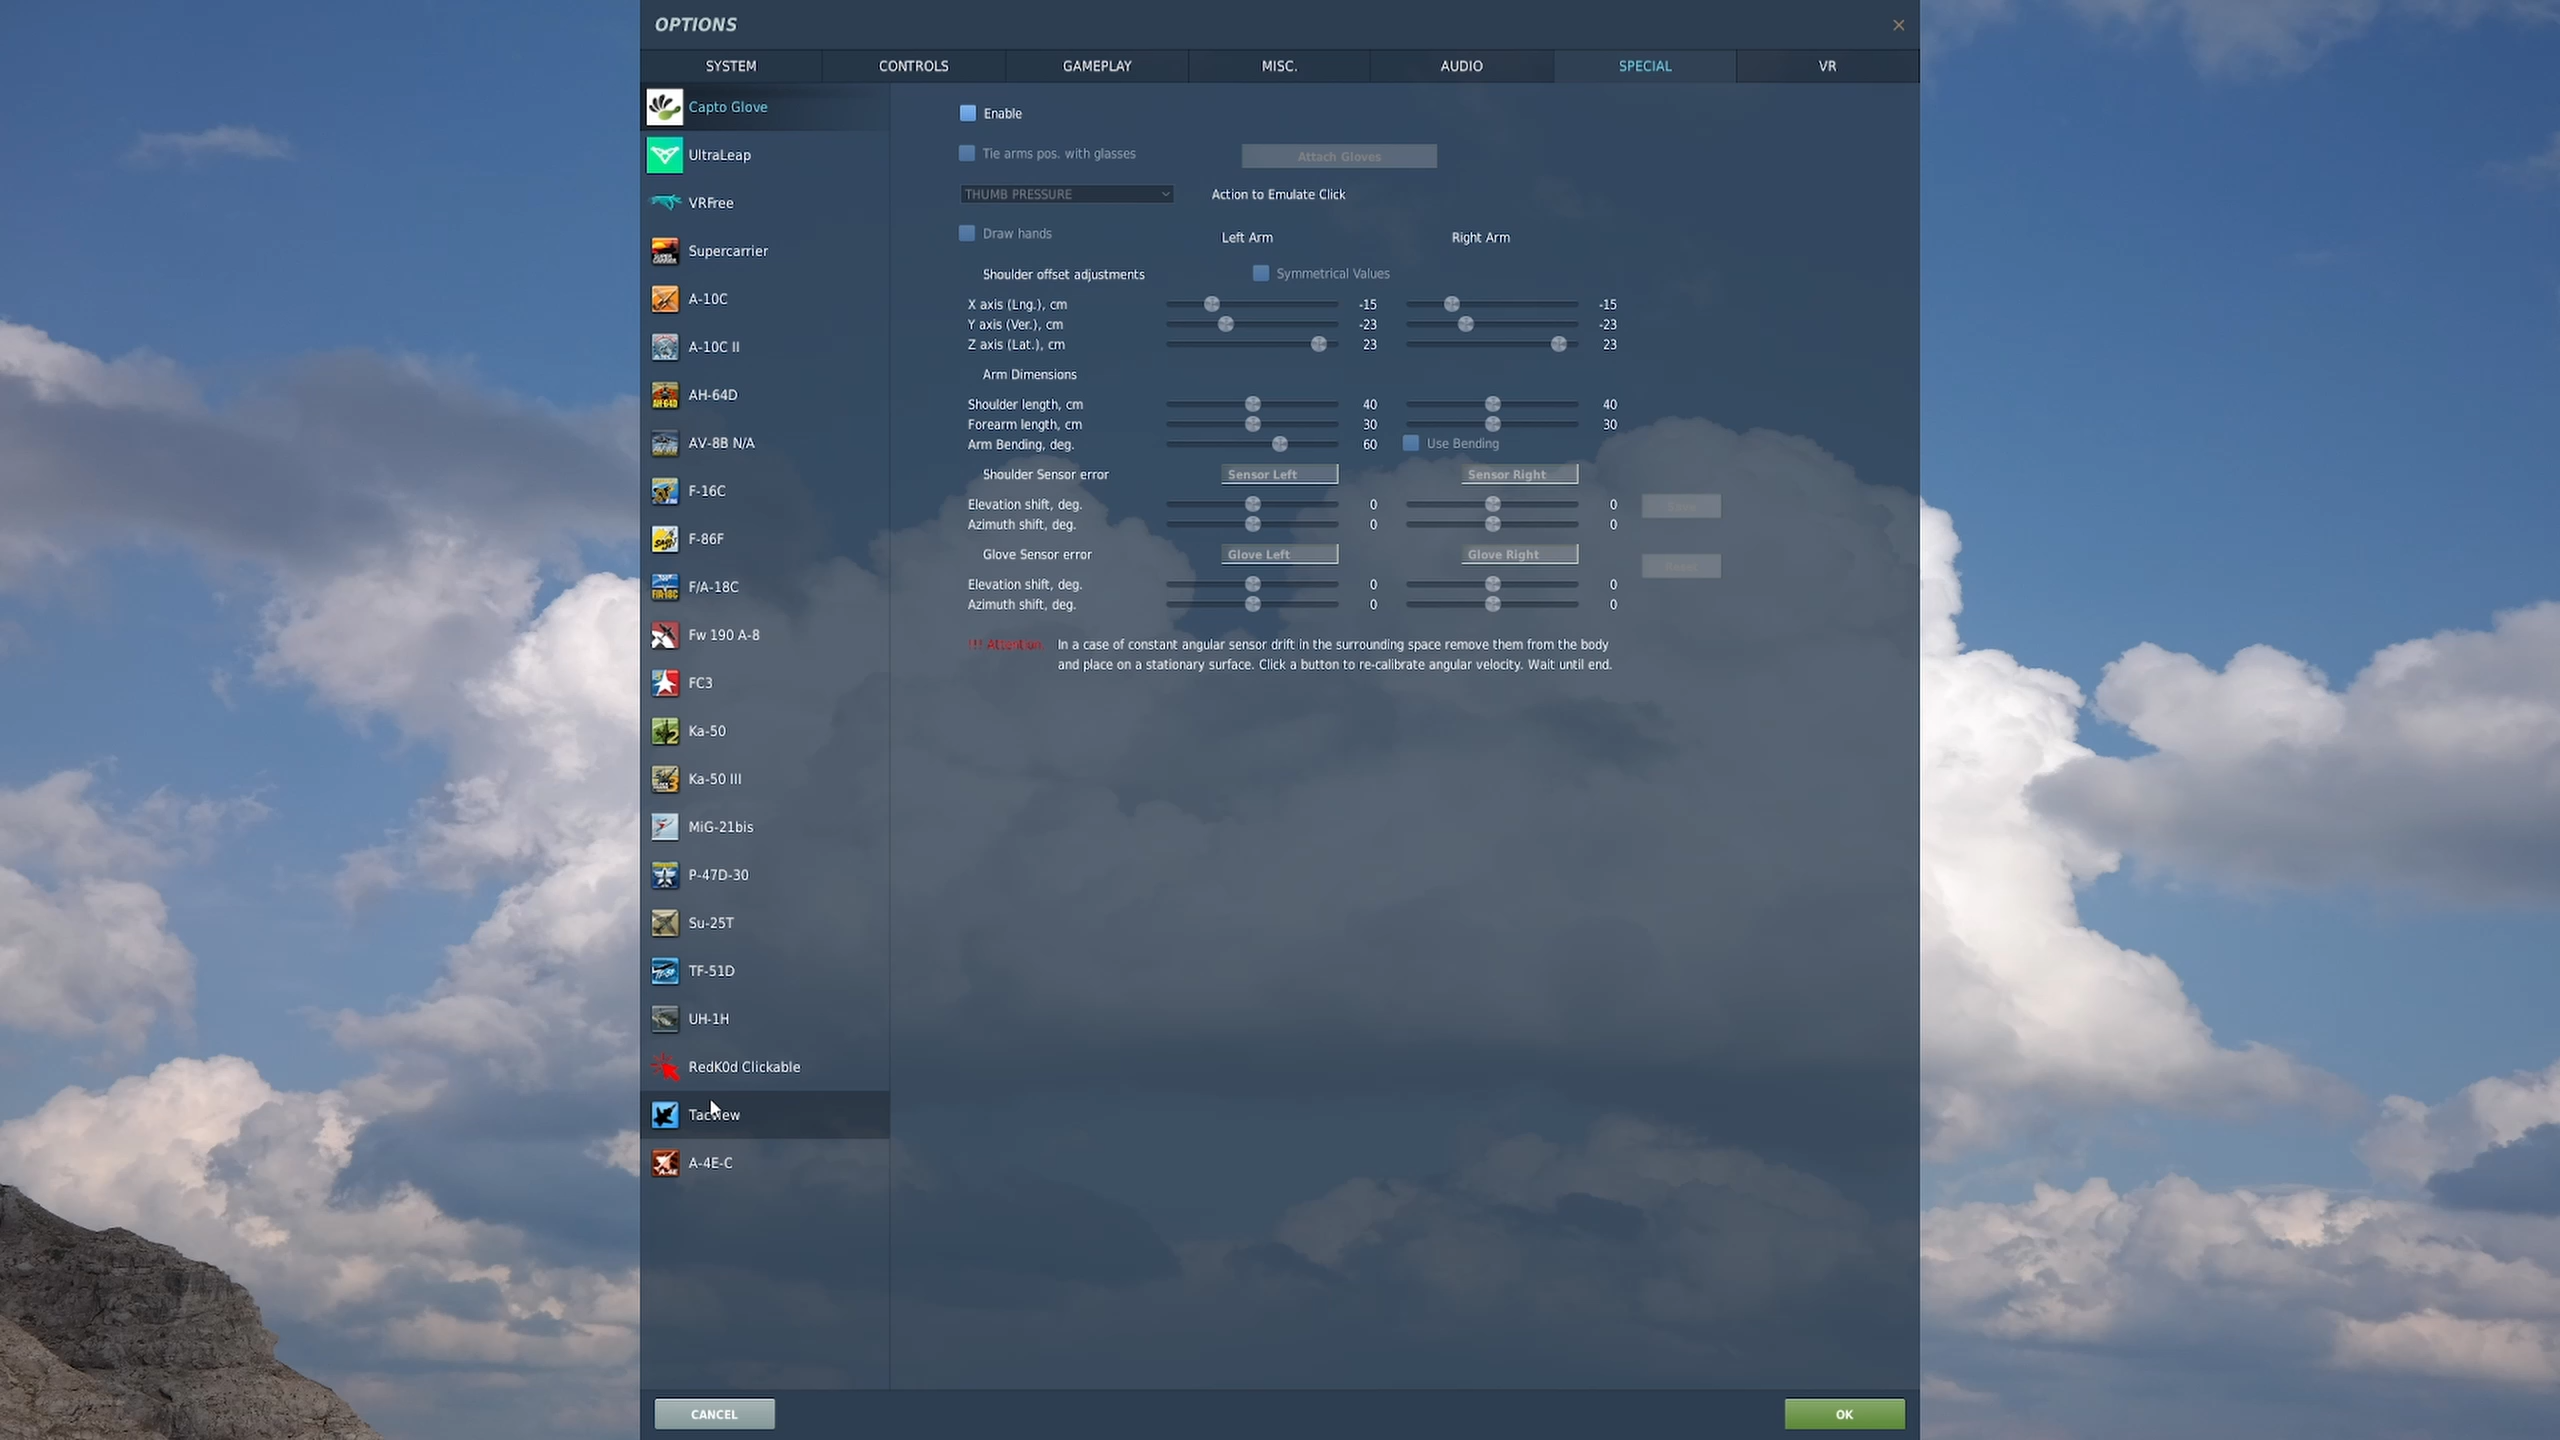 OPTIONS
SYSTEM CONTROLS GAMEPLAY MISC. AUDIO SPECIAL VR
Capto Glove
UltraLeap
VRFree
Supercarrier
A-10C
A-10C II
AH-64D
AV-8B N/A
F-16C
F-86F
F/A-18C
Fw 190 A-8
FC3
Ka-50
Ka-50 III
MiG-21bis
P-47D-30
Su-25T
TF-51D
UH-1H
RedK0d Clickable
Tacview
A-4E-C
Enable
Tie arms pos. with glasses Attach Gloves
THUMB PRESSURE Action to Emulate Click
Draw hands Left Arm Right Arm
Shoulder offset adjustments Symmetrical Values
X axis (Lng.), cm -15 -15
Y axis (Ver.), cm -23 -23
Z axis (Lat.), cm 23 23
Arm Dimensions
Shoulder length, cm 40 40
Forearm length, cm 30 30
Arm Bending, deg. 60 Use Bending
Shoulder Sensor error Sensor Left Sensor Right
Elevation shift, deg. 0 0 Save
Azimuth shift, deg. 0 0
Glove Sensor error Glove Left Glove Right
Reset
Elevation shift, deg. 0 0
Azimuth shift, deg. 0 0
!!! Attention. In a case of constant angular sensor drift in the surrounding space remove them from the body
and place on a stationary surface. Click a button to re-calibrate angular velocity. Wait until end.
CANCEL OK